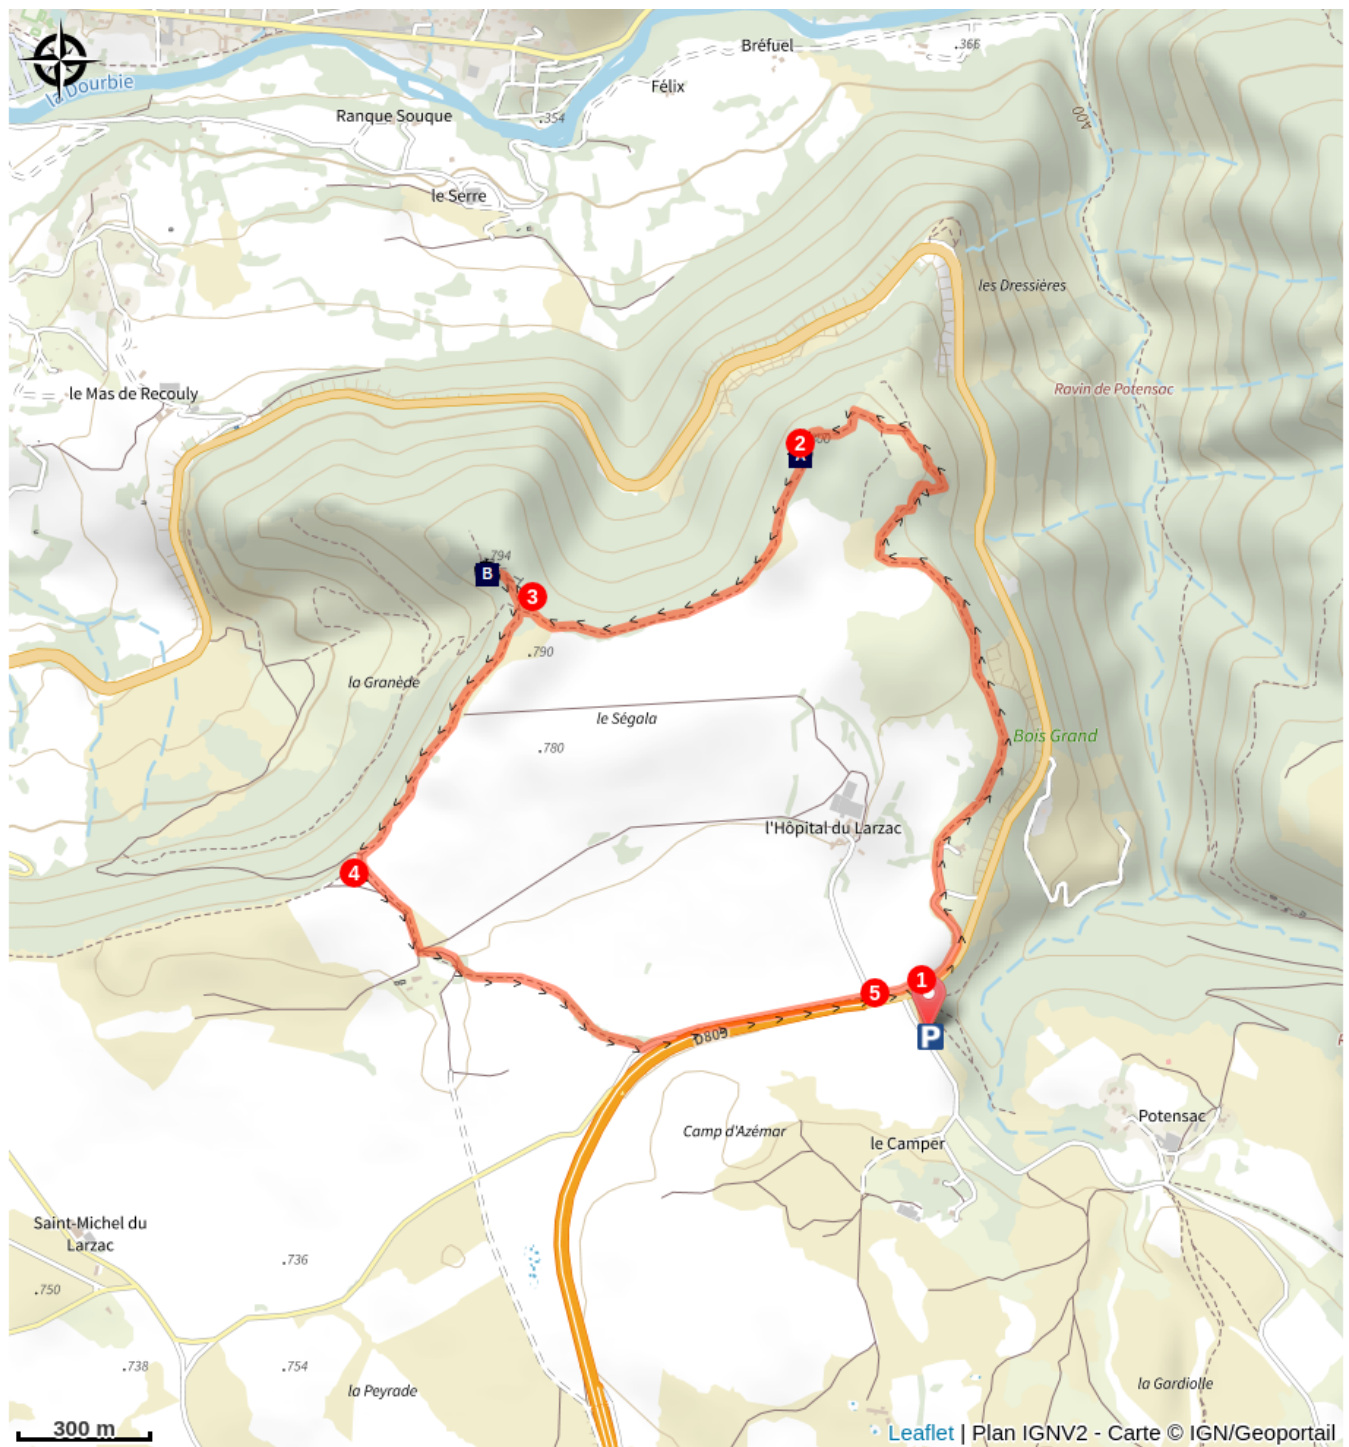 Bréfuel
.366
la Dourbie
Félix
Ranque Souque
.354
400
le Serre
les Dressières
Ravin de Potensac
le Mas de Recouly
2
A
.794
B
3
.790
la Granède
le Ségala
Bois Grand
.780
l'Hôpital du Larzac
4
1
5
D809
P
Potensac
Camp d'Azémar
le Camper
Saint-Michel du
Larzac
.736
.750
.738
.754
la Peyrade
la Gardiolle
300 m
Leaflet | Plan IGNV2 - Carte © IGN/Geoportail